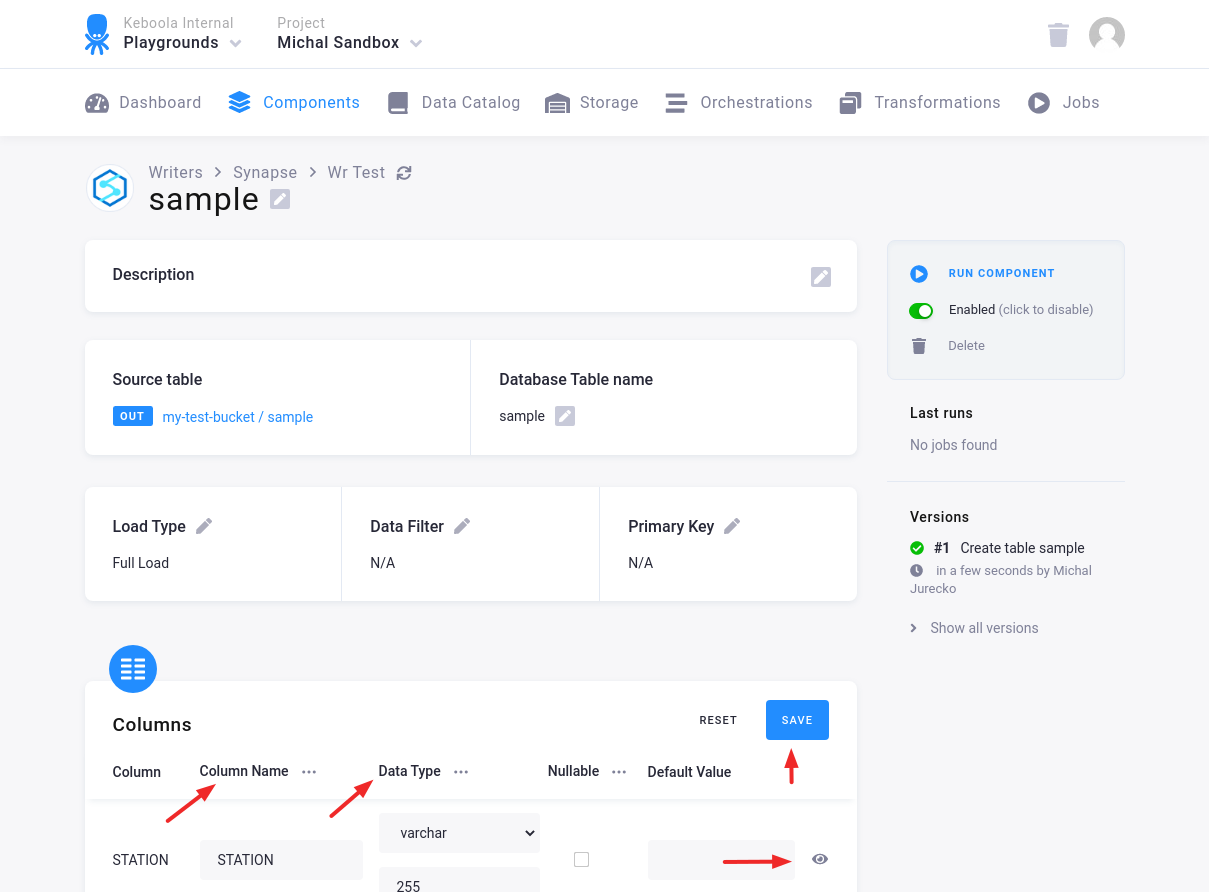 Keboola Internal
Playgrounds
Project
Michal Sandbox
Dashboard
Components
Data Catalog
Storage
Orchestrations
Transformations
Jobs
Writers > Synapse > Wr Test
sample
Description
Source table
OUT my-test-bucket / sample
Database Table name
sample
Load Type
Full Load
Data Filter
N/A
Primary Key
N/A
Columns
RESET
SAVE
Column
Column Name ...
Data Type ...
Nullable ...
Default Value
STATION
STATION
varchar
255
RUN COMPONENT
Enabled (click to disable)
Delete
Last runs
No jobs found
Versions
#1 Create table sample
in a few seconds by Michal
Jurecko
Show all versions